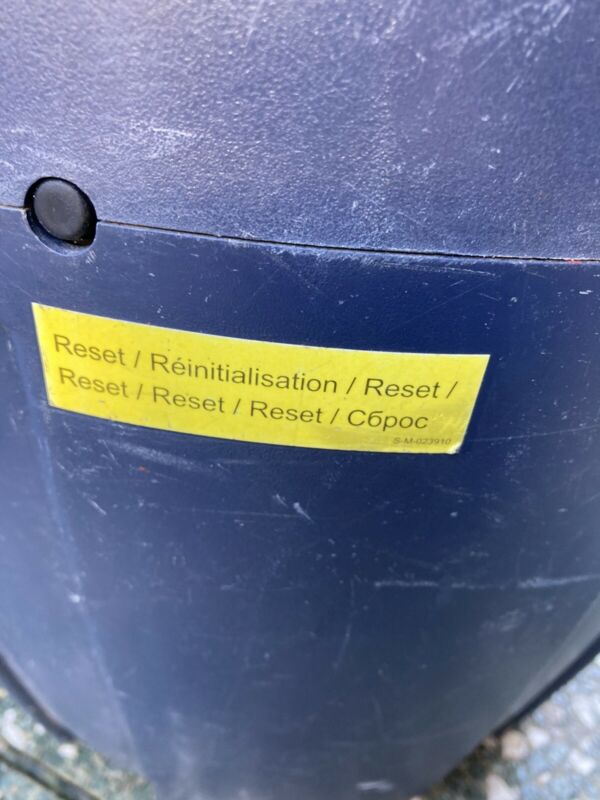 Reset / Réinitialisation / Reset /
Reset / Reset / Reset / Сброс
S-M-023910